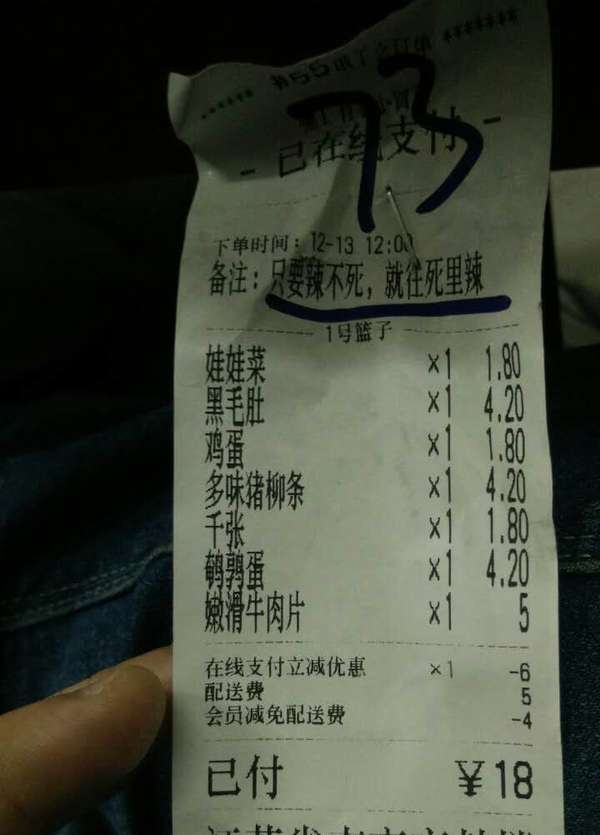 #55
73
- 已在线支付 -
下单时间：12-13 12:00
备注：只要辣不死，就往死里辣
1号篮子
娃娃菜 ×1 1.80
黑毛肚 ×1 4.20
鸡蛋 ×1 1.80
多味猪柳条 ×1 4.20
千张 ×1 1.80
鹌鹑蛋 ×1 4.20
嫩滑牛肉片 ×1 5
在线支付立减优惠 ×1 -6
配送费 5
会员减免配送费 -4
已付 ￥18